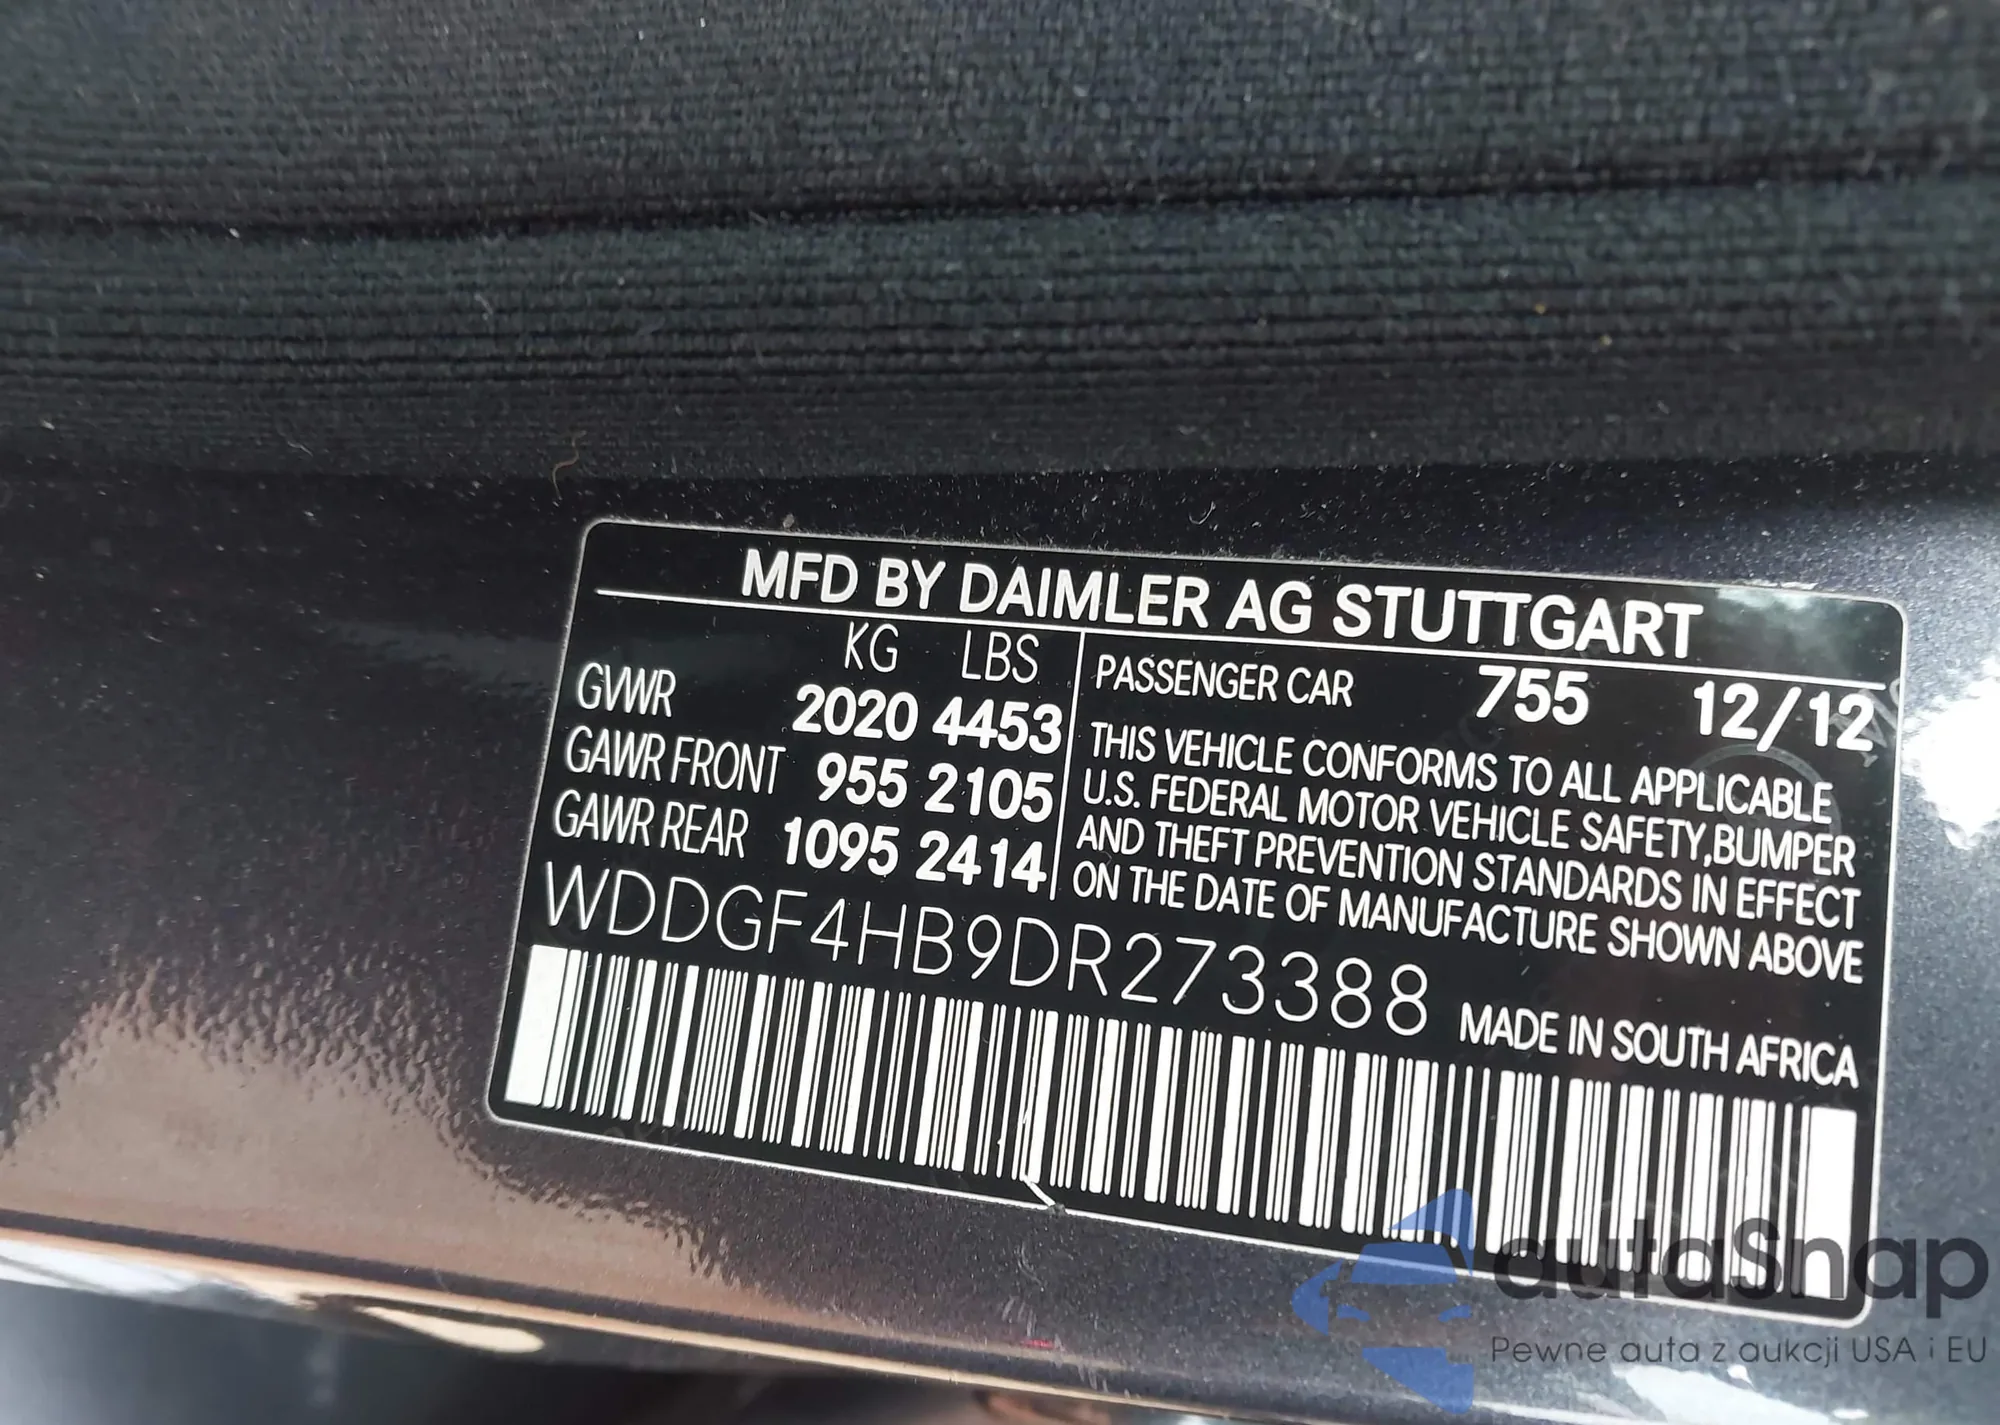 MFD BY DAIMLER AG STUTTGART
KG LBS
GVWR 2020 4453
GAWR FRONT 955 2105
GAWR REAR 1095 2414
PASSENGER CAR 755 12/12
THIS VEHICLE CONFORMS TO ALL APPLICABLE
U.S. FEDERAL MOTOR VEHICLE SAFETY,BUMPER
AND THEFT PREVENTION STANDARDS IN EFFECT
ON THE DATE OF MANUFACTURE SHOWN ABOVE
WDDGF4HB9DR273388
MADE IN SOUTH AFRICA
autaSnap
Pewne auta z aukcji USA i EU